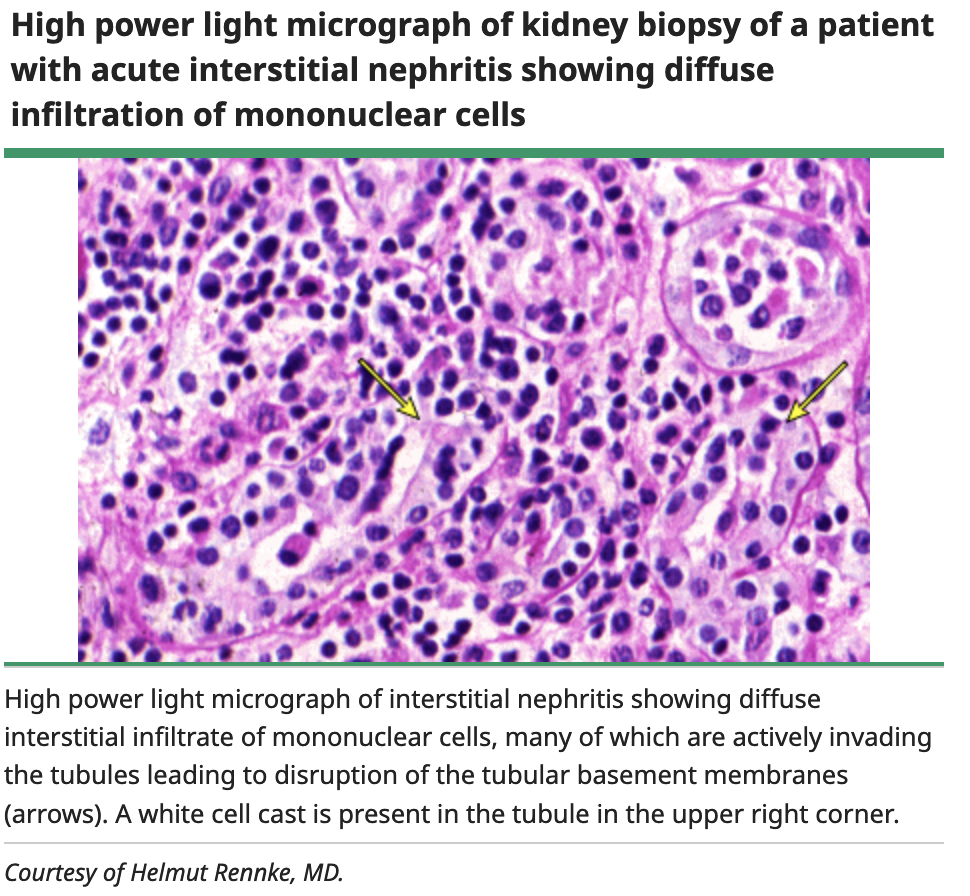 High power light micrograph of kidney biopsy of a patient
with acute interstitial nephritis showing diffuse
infiltration of mononuclear cells
High power light micrograph of interstitial nephritis showing diffuse
interstitial infiltrate of mononuclear cells, many of which are actively invading
the tubules leading to disruption of the tubular basement membranes
(arrows). A white cell cast is present in the tubule in the upper right corner.
Courtesy of Helmut Rennke, MD.